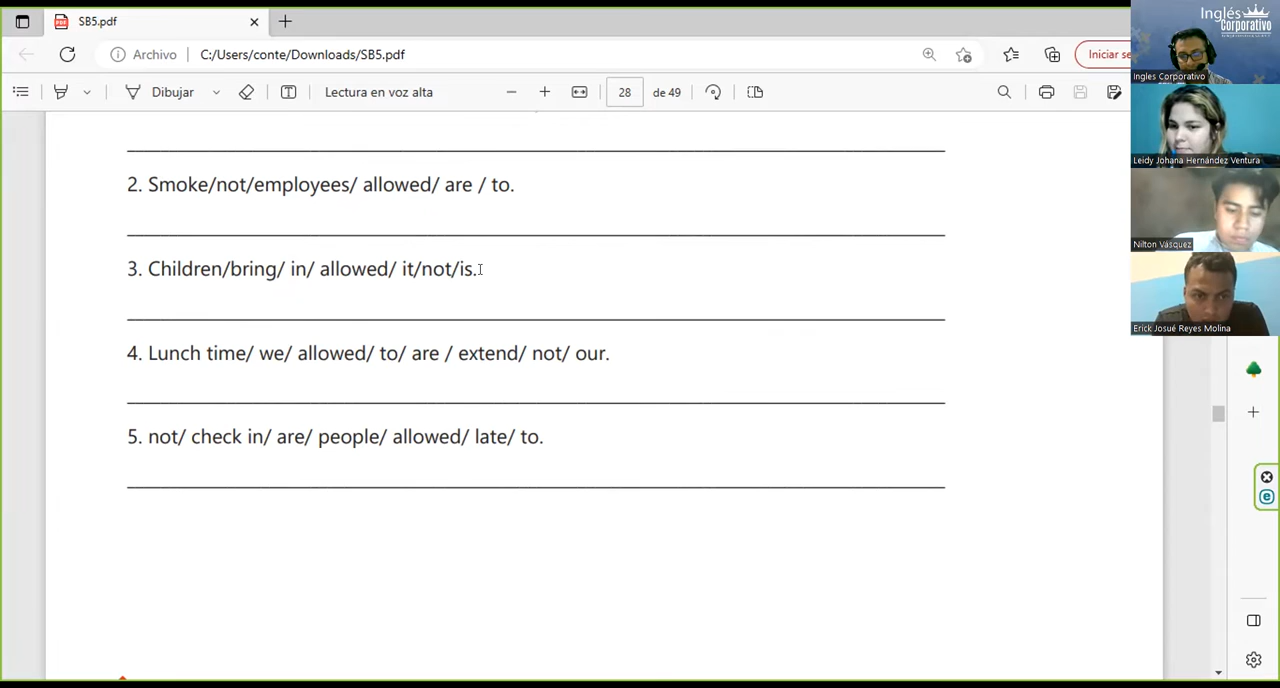 SB5.pdf
Archivo C:/Users/conte/Downloads/SB5.pdf Iniciar se
Dibujar Lectura en voz alta 28 de 49
2. Smoke/not/employees/ allowed/ are / to.
3. Children/bring/ in/ allowed/ it/not/is.
4. Lunch time/ we/ allowed/ to/ are / extend/ not/ our.
5. not/ check in/ are/ people/ allowed/ late/ to.
Inglés
Corporativo
Ingles Corporativo
Leidy Johana Hernández Ventura
Nilton Vásquez
Erick Josué Reyes Molina